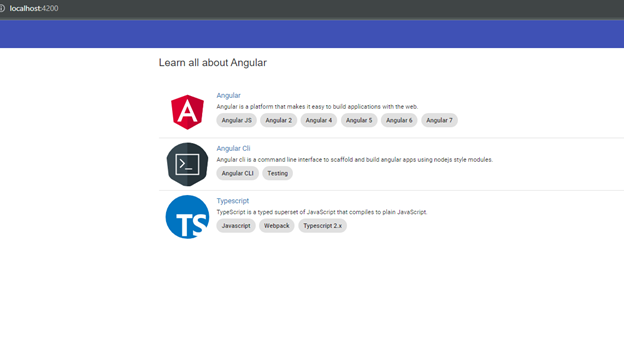 localhost:4200
Learn all about Angular
Angular
Angular is a platform that makes it easy to build applications with the web.
Angular JS Angular 2 Angular 4 Angular 5 Angular 6 Angular 7
A
Angular Cli
Angular cli is a command line interface to scaffold and build angular apps using nodejs style modules.
Angular CLI Testing
Typescript
TypeScript is a typed superset of JavaScript that compiles to plain JavaScript.
Javascript Webpack Typescript 2.x
TS